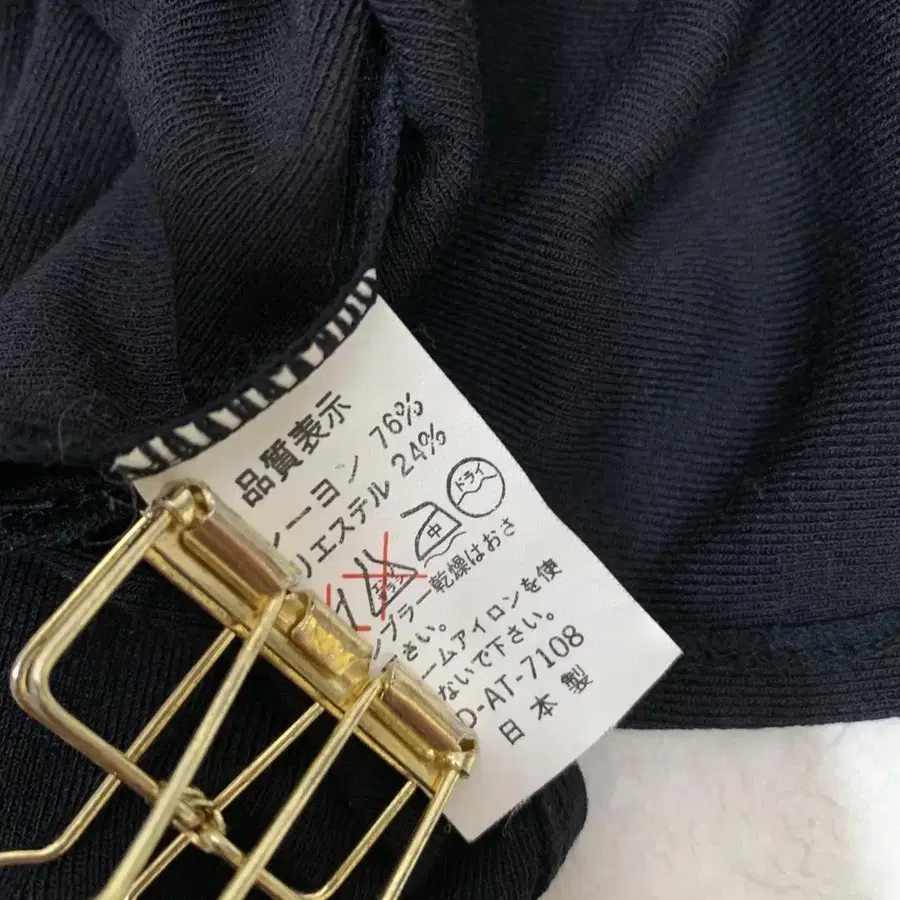 品質表示
ーヨン 76%
リエステル 24%
中 ドライ
ンブラー乾燥はおさ
さい。
ームアイロンを使
ないで下さい。
D-AT-7108
日本製